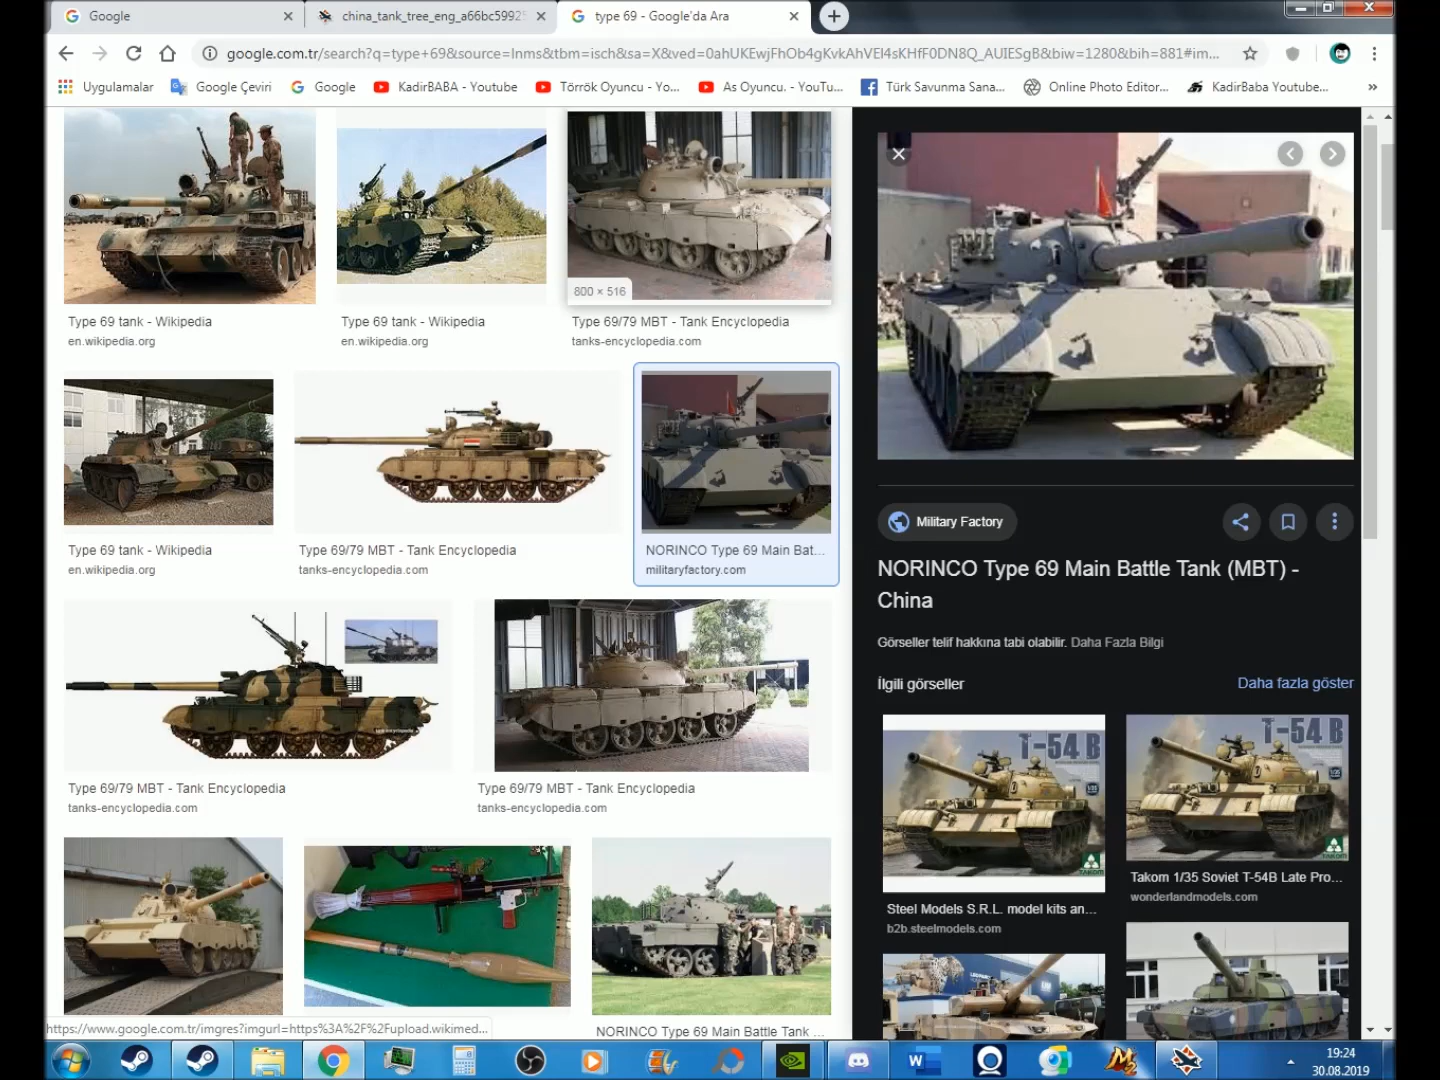 Google
china_tank_tree_eng_a66bc5992
type 69 - Google'da Ara
google.com.tr/search?q=type+69&source=lnms&tbm=isch&sa=X&ved=0ahUKEwjFhOb4gKvkAhVEl4sKHfF0DN8Q_AUIESgB&biw=1280&bih=881#im...
Uygulamalar
Google Çeviri
Google
KadirBABA - Youtube
Törrök Oyuncu - Yo...
As Oyuncu. - YouTu...
Türk Savunma Sana...
Online Photo Editor...
KadirBaba Youtube...
»
800 × 516
Type 69 tank - Wikipedia
en.wikipedia.org
Type 69 tank - Wikipedia
en.wikipedia.org
Type 69/79 MBT - Tank Encyclopedia
tanks-encyclopedia.com
Type 69 tank - Wikipedia
en.wikipedia.org
Type 69/79 MBT - Tank Encyclopedia
tanks-encyclopedia.com
NORINCO Type 69 Main Bat...
militaryfactory.com
Type 69/79 MBT - Tank Encyclopedia
tanks-encyclopedia.com
Type 69/79 MBT - Tank Encyclopedia
tanks-encyclopedia.com
NORINCO Type 69 Main Battle Tank ...
https://www.google.com.tr/imgres?imgurl=https%3A%2F%2Fupload.wikimed...
Military Factory
NORINCO Type 69 Main Battle Tank (MBT) -
China
Görseller telif hakkına tabi olabilir. Daha Fazla Bilgi
İlgili görseller
Daha fazla göster
T-54 B
T-54 B
TAKOM
Steel Models S.R.L. model kits an...
b2b.steelmodels.com
Takom 1/35 Soviet T-54B Late Pro...
wonderlandmodels.com
19:24
30.08.2019